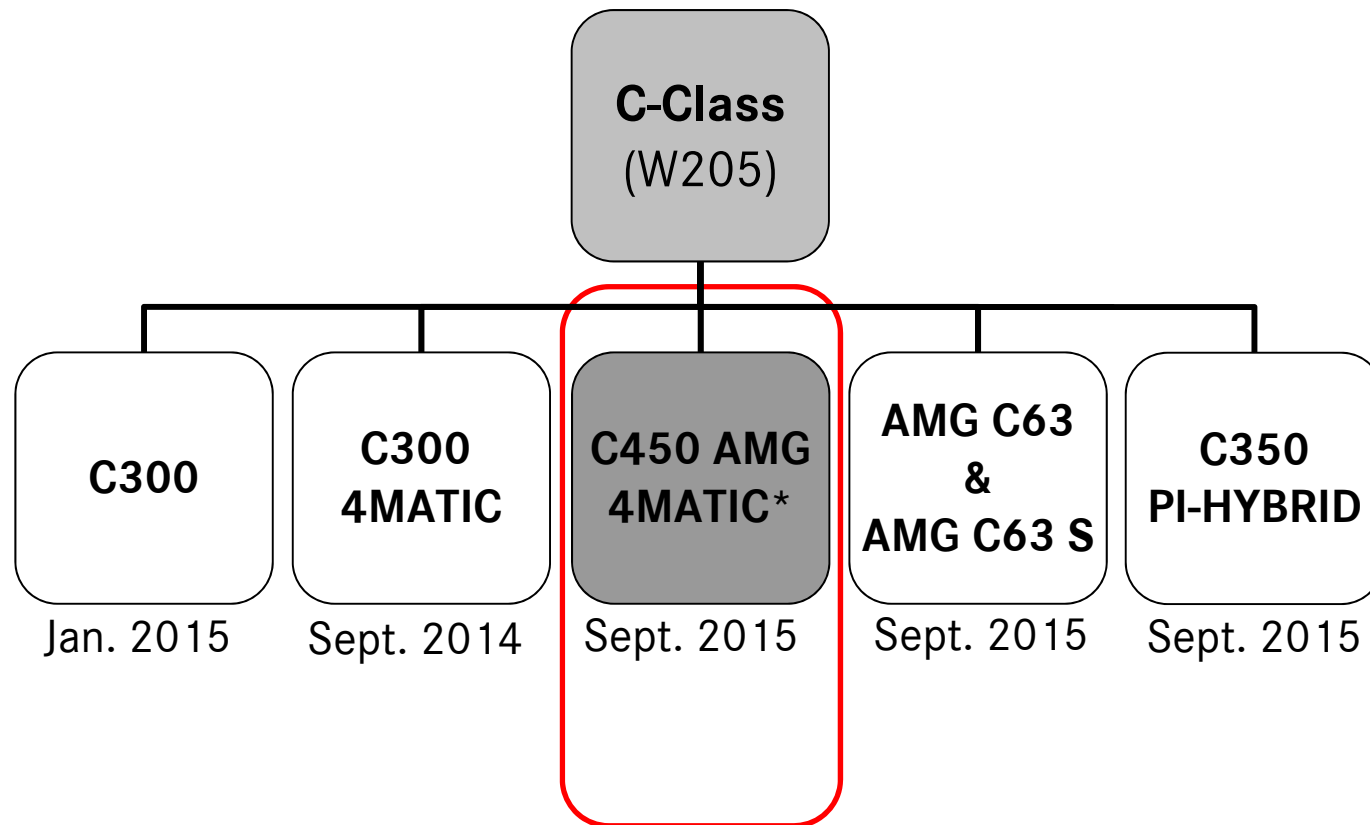 C-Class
(W205)
C300
Jan. 2015
C300
4MATIC
Sept. 2014
C450 AMG
4MATIC*
Sept. 2015
AMG C63
&
AMG C63 S
Sept. 2015
C350
PI-HYBRID
Sept. 2015